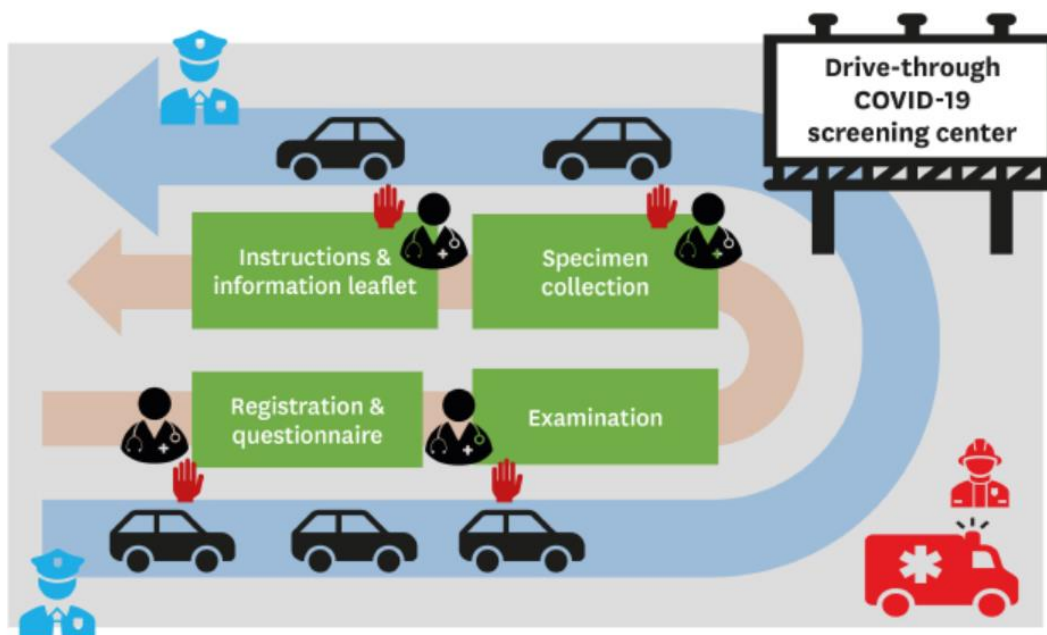 Drive-through
COVID-19
screening center
Instructions &
information leaflet
Specimen
collection
Registration &
questionnaire
Examination